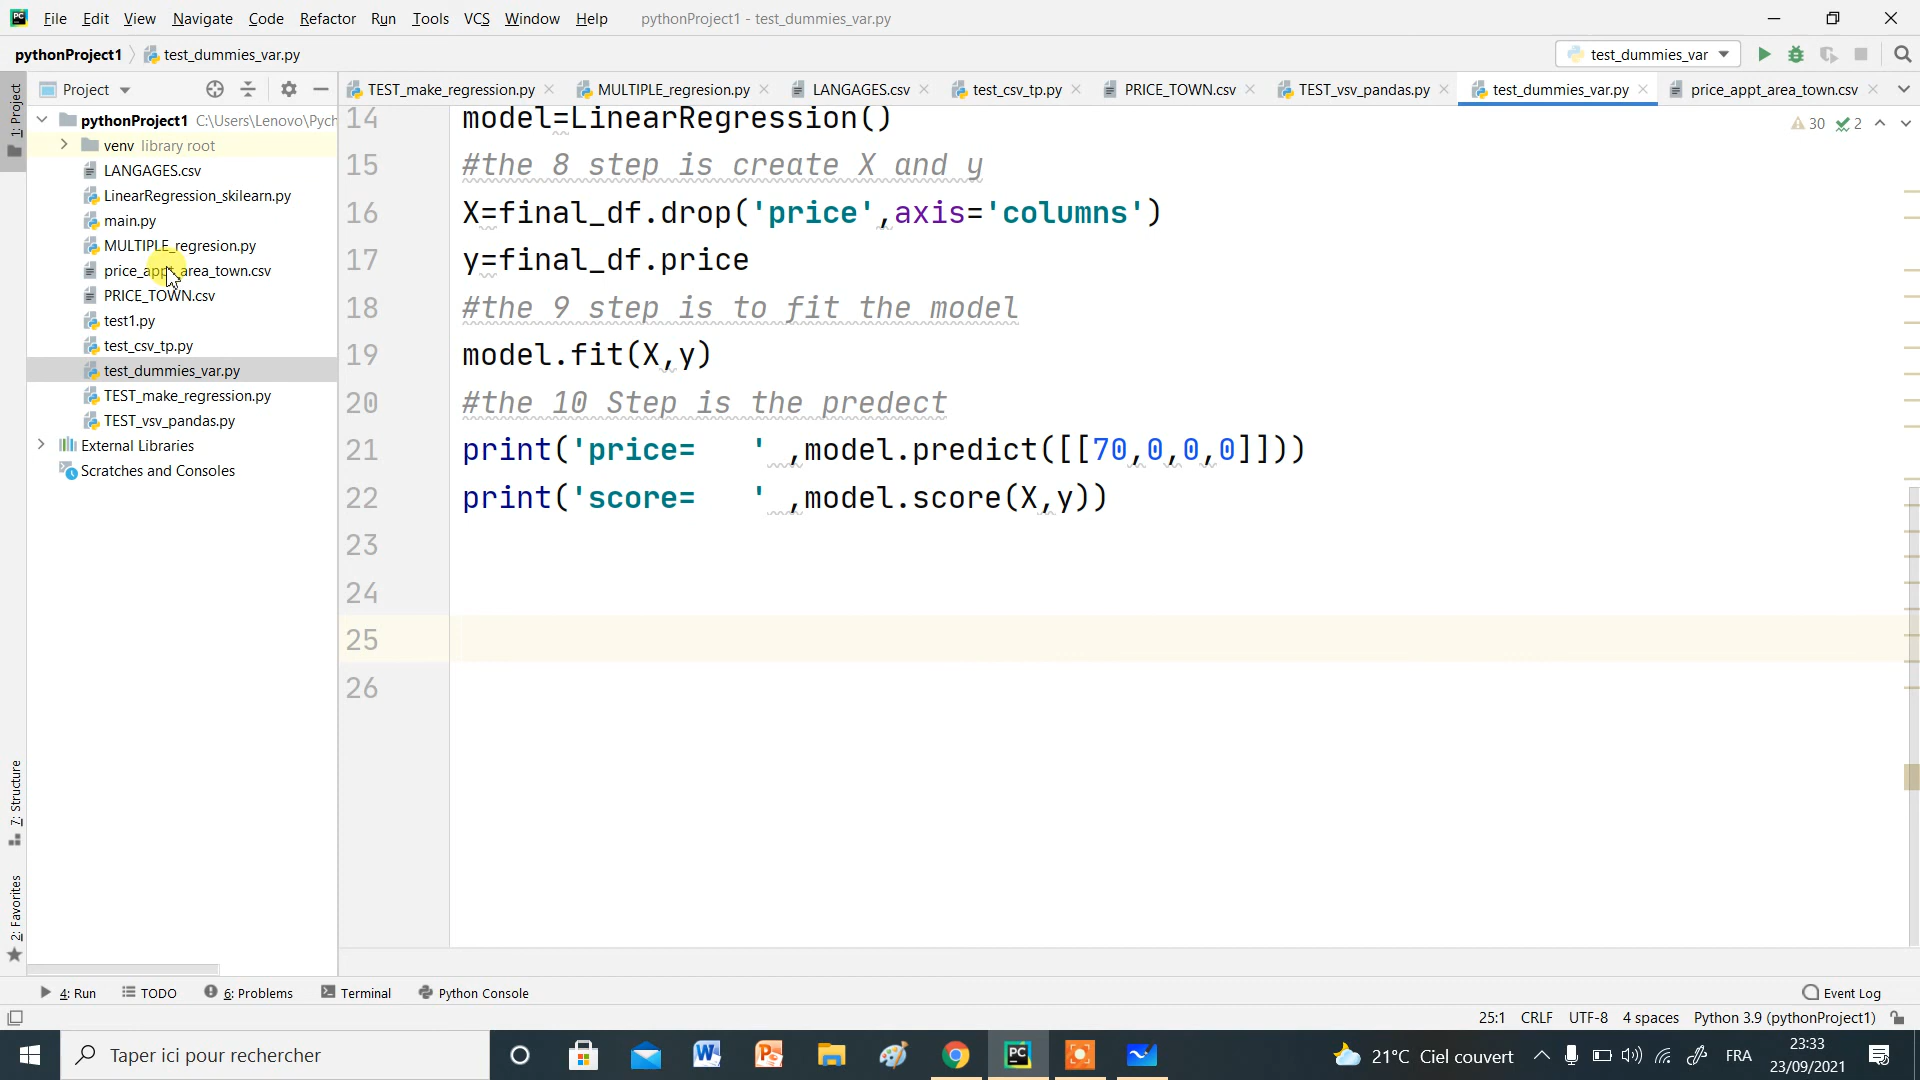 PC File Edit View Navigate Code Refactor Run Tools VCS Window Help pythonProject1 - test_dummies_var.py
pythonProject1 test_dummies_var.py test_dummies_var
Project TEST_make_regression.py MULTIPLE_regresion.py LANGAGES.csv test_csv_tp.py PRICE_TOWN.csv TEST_vsv_pandas.py test_dummies_var.py price_appt_area_town.csv
1: Project
pythonProject1 C:\Users\Lenovo\Pych
venv library root
LANGAGES.csv
LinearRegression_skilearn.py
main.py
MULTIPLE_regresion.py
price_appt_area_town.csv
PRICE_TOWN.csv
test1.py
test_csv_tp.py
test_dummies_var.py
TEST_make_regression.py
TEST_vsv_pandas.py
External Libraries
Scratches and Consoles
7: Structure
2: Favorites
30 2
14 model=LinearRegression()
15 #the 8 step is create X and y
16 X=final_df.drop('price',axis='columns')
17 y=final_df.price
18 #the 9 step is to fit the model
19 model.fit(X,y)
20 #the 10 Step is the predect
21 print('price=   ' ,model.predict([[70,0,0,0]]))
22 print('score=   ' ,model.score(X,y))
23
24
25
26
4: Run TODO 6: Problems Terminal Python Console Event Log
25:1 CRLF UTF-8 4 spaces Python 3.9 (pythonProject1)
Taper ici pour rechercher
21°C Ciel couvert FRA
23:33
23/09/2021